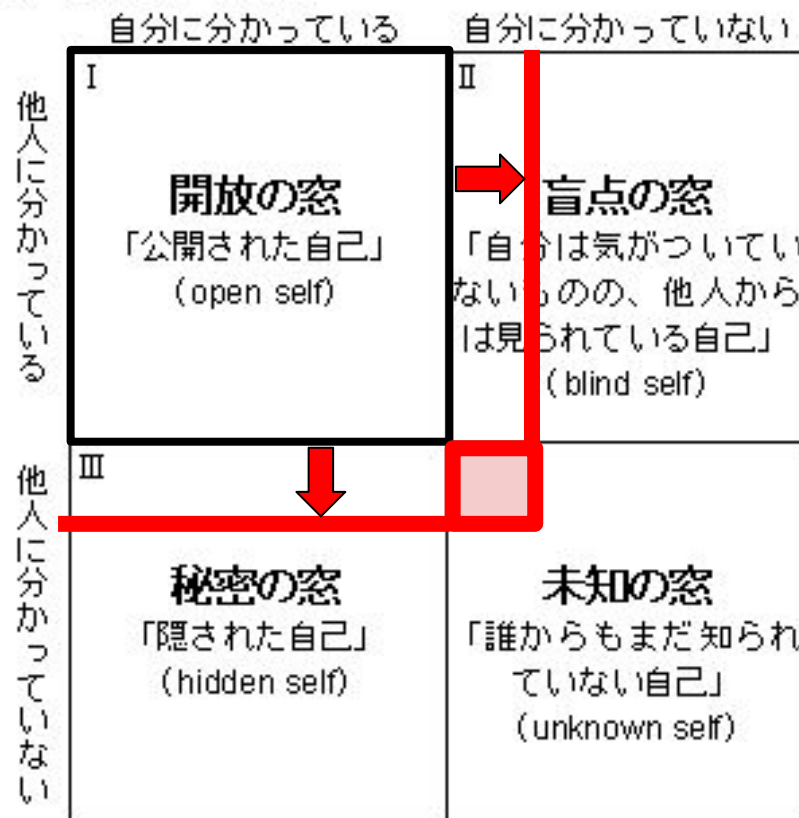 自分に分かっている
自分に分かっていない
他人に分かっている
I
開放の窓
「公開された自己」
(open self)
II
盲点の窓
「自分は気がついてい
ないものの、他人から
は見られている自己」
(blind self)
他人に分かっていない
III
秘密の窓
「隠された自己」
(hidden self)
未知の窓
「誰からもまだ知られ
ていない自己」
(unknown self)